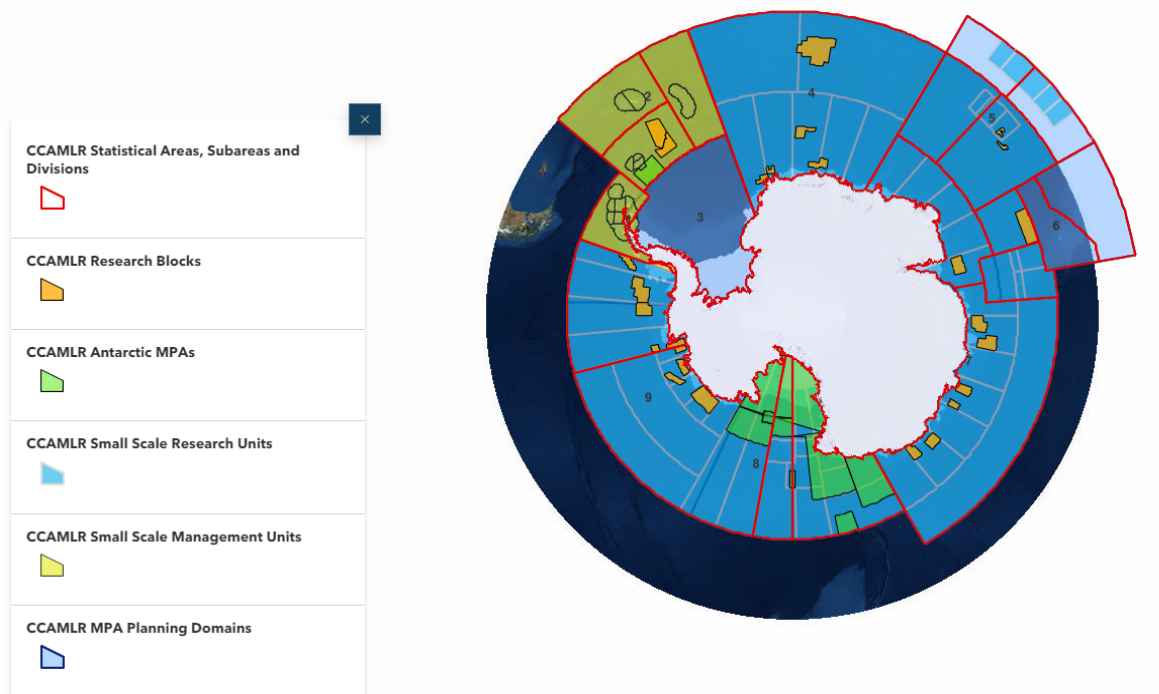 ×
CCAMLR Statistical Areas, Subareas and
Divisions
CCAMLR Research Blocks
CCAMLR Antarctic MPAs
CCAMLR Small Scale Research Units
CCAMLR Small Scale Management Units
CCAMLR MPA Planning Domains
2
4
5
3
6
7
9
8